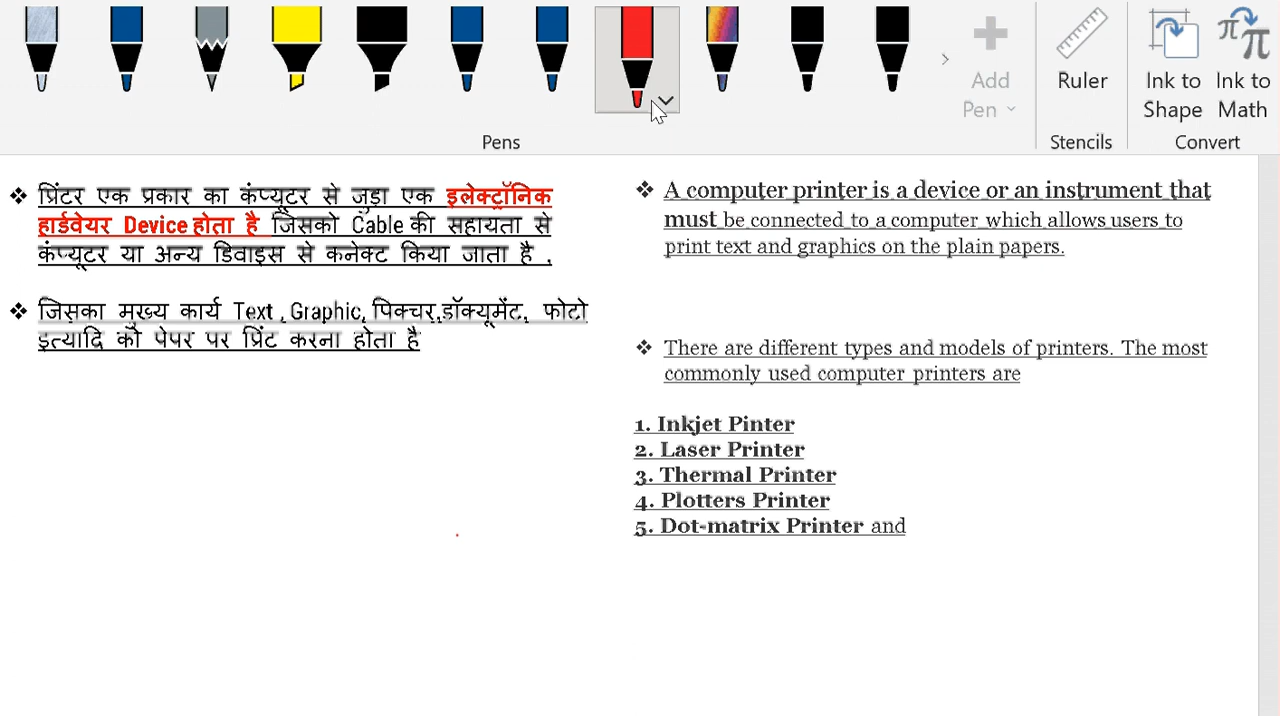 Add
Pen
Ruler
Ink to
Shape
Ink to
Math
Pens
Stencils
Convert
❖ प्रिंटर एक प्रकार का कंप्यूटर से जुड़ा एक इलेक्ट्रॉनिक
हार्डवेयर Device होता है जिसको Cable की सहायता से
कंप्यूटर या अन्य डिवाइस से कनेक्ट किया जाता है .
❖ जिसका मुख्य कार्य Text , Graphic, पिक्चर,डॉक्यूमेंट, फोटो
इत्यादि को पेपर पर प्रिंट करना होता है
❖ A computer printer is a device or an instrument that
must be connected to a computer which allows users to
print text and graphics on the plain papers.
❖ There are different types and models of printers. The most
commonly used computer printers are
1. Inkjet Pinter
2. Laser Printer
3. Thermal Printer
4. Plotters Printer
5. Dot-matrix Printer and